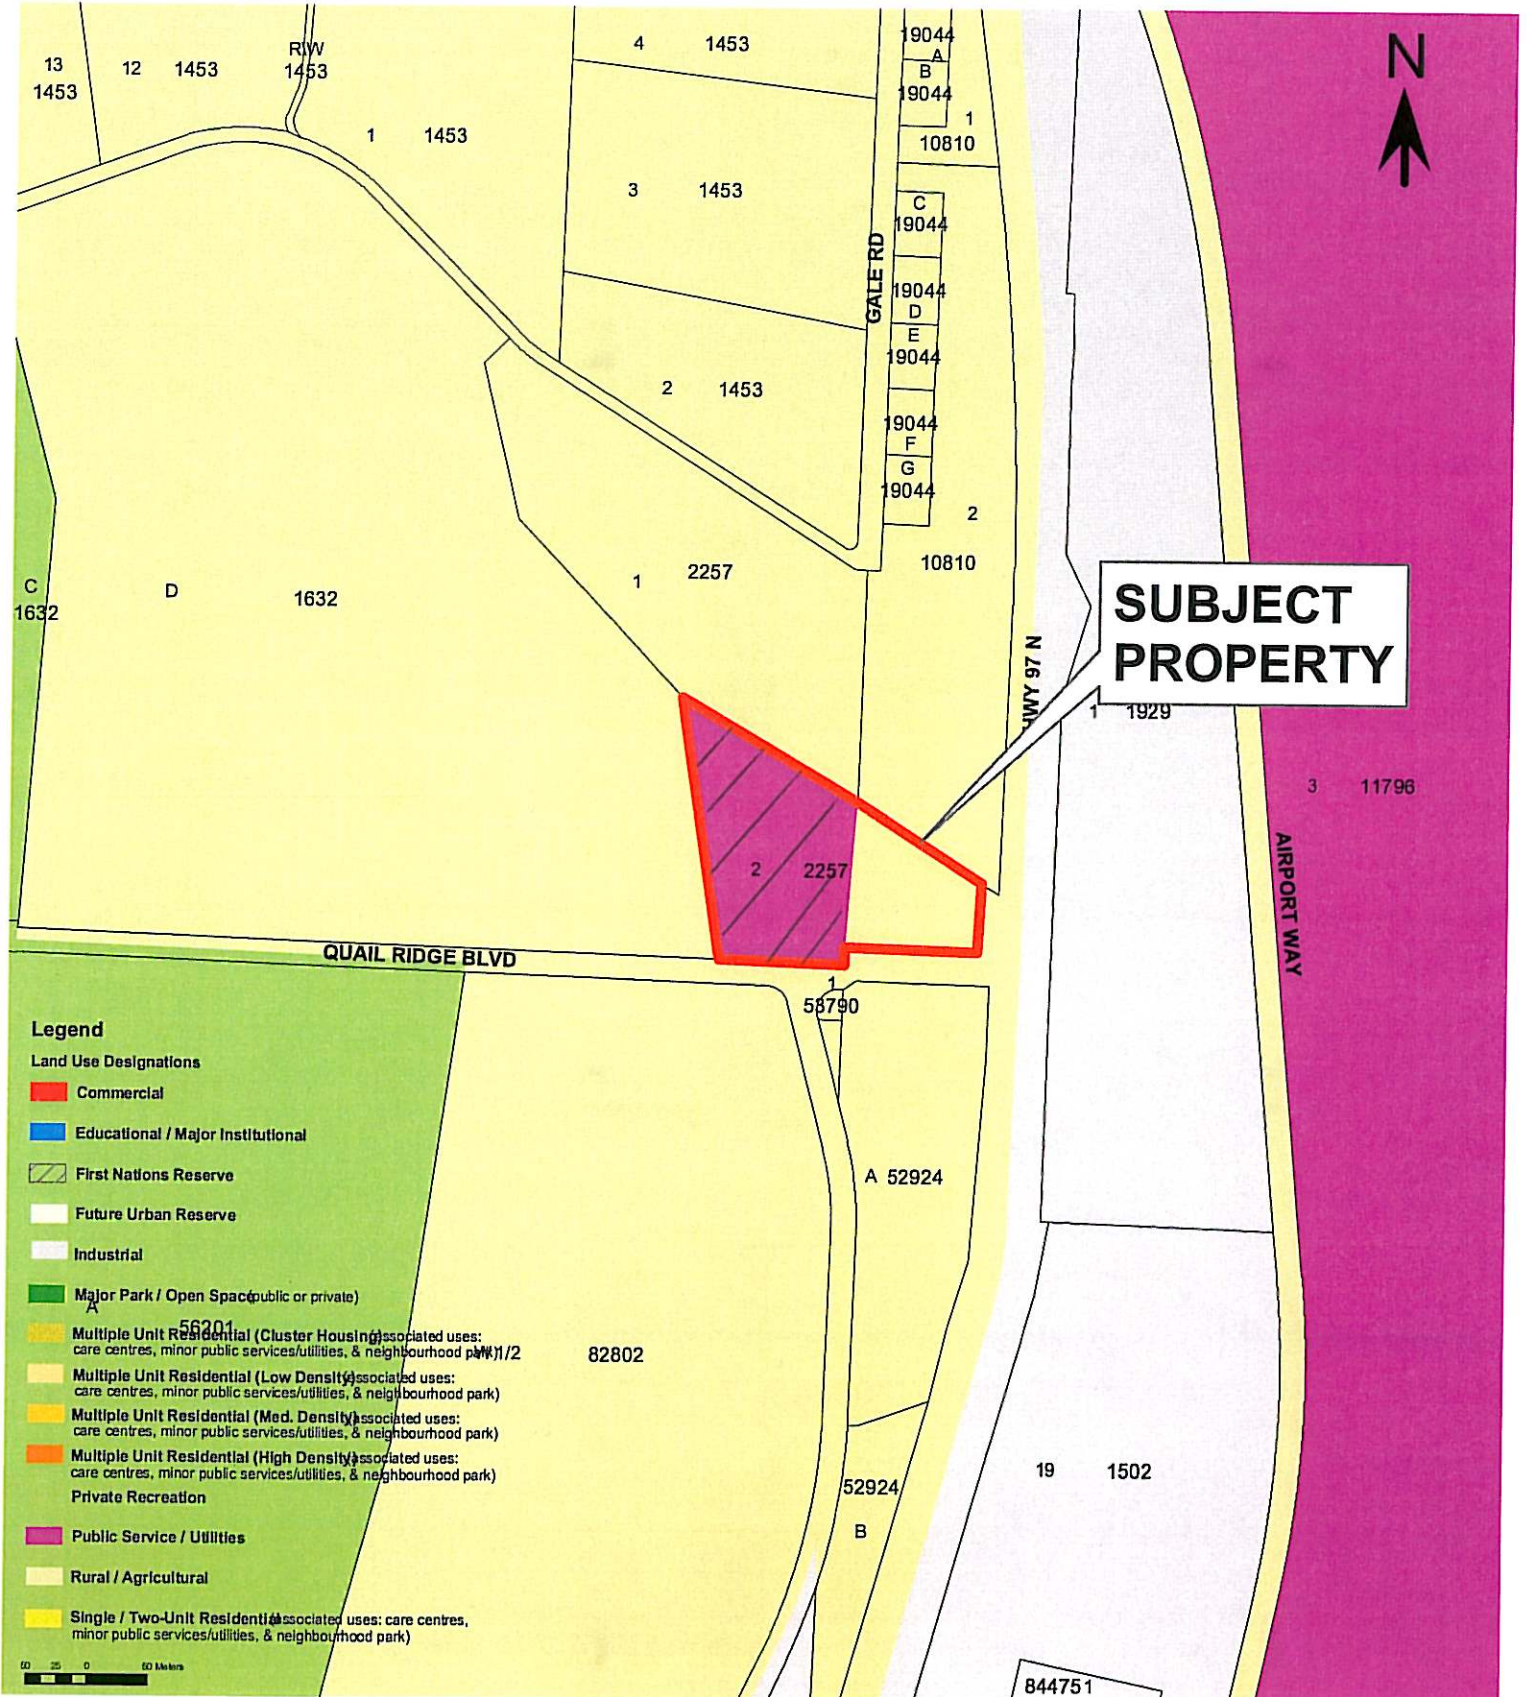 19044
A
4 1453
N
R/W
13
12 1453
1453
1453
B
19044
1
1 1453
10810
3 1453
C
19044
GALE RD
19044
D
E
19044
2 1453
19044
F
G
19044
2
10810
1 2257
C
1632
D 1632
SUBJECT
PROPERTY
HWY 97 N
1 1929
3 11796
2 2257
AIRPORT WAY
QUAIL RIDGE BLVD
1
58790
A 52924
Legend
Land Use Designations
Commercial
Educational / Major Institutional
First Nations Reserve
Future Urban Reserve
Industrial
Major Park / Open Space (public or private)
A
56201
Multiple Unit Residential (Cluster Housing) (associated uses:
care centres, minor public services/utilities, & neighbourhood park)
W 1/2 82802
Multiple Unit Residential (Low Density) (associated uses:
care centres, minor public services/utilities, & neighbourhood park)
Multiple Unit Residential (Med. Density) (associated uses:
care centres, minor public services/utilities, & neighbourhood park)
Multiple Unit Residential (High Density) (associated uses:
care centres, minor public services/utilities, & neighbourhood park)
Private Recreation
Public Service / Utilities
Rural / Agricultural
Single / Two-Unit Residential (associated uses: care centres,
minor public services/utilities, & neighbourhood park)
50 25 0 50 Meters
19 1502
52924
B
844751